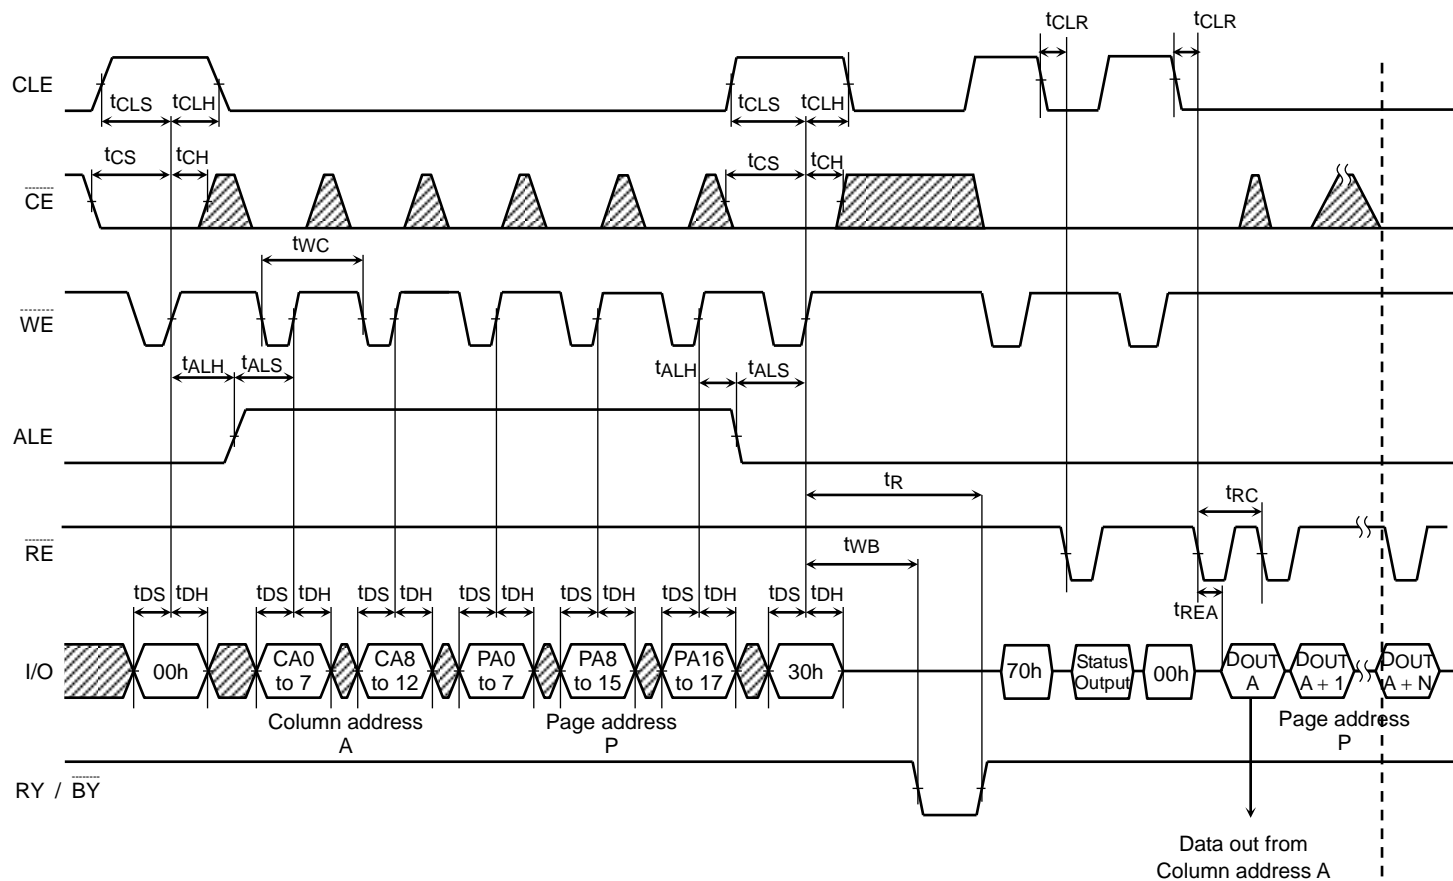 tCLR tCLR
CLE
tCLS tCLH tCLS tCLH
tCS tCH tCS tCH
CE
tWC
WE
tALH tALS tALH tALS
ALE
tR
tRC
RE
tWB
tDS tDH tDS tDH tDS tDH tDS tDH tDS tDH tDS tDH tDS tDH
tREA
I/O
00h
CA0 to 7
CA8 to 12
PA0 to 7
PA8 to 15
PA16 to 17
30h
70h
Status Output
00h
DOUT A
DOUT A + 1
DOUT A + N
Column address
A
Page address
P
Page address
P
RY / BY
Data out from
Column address A